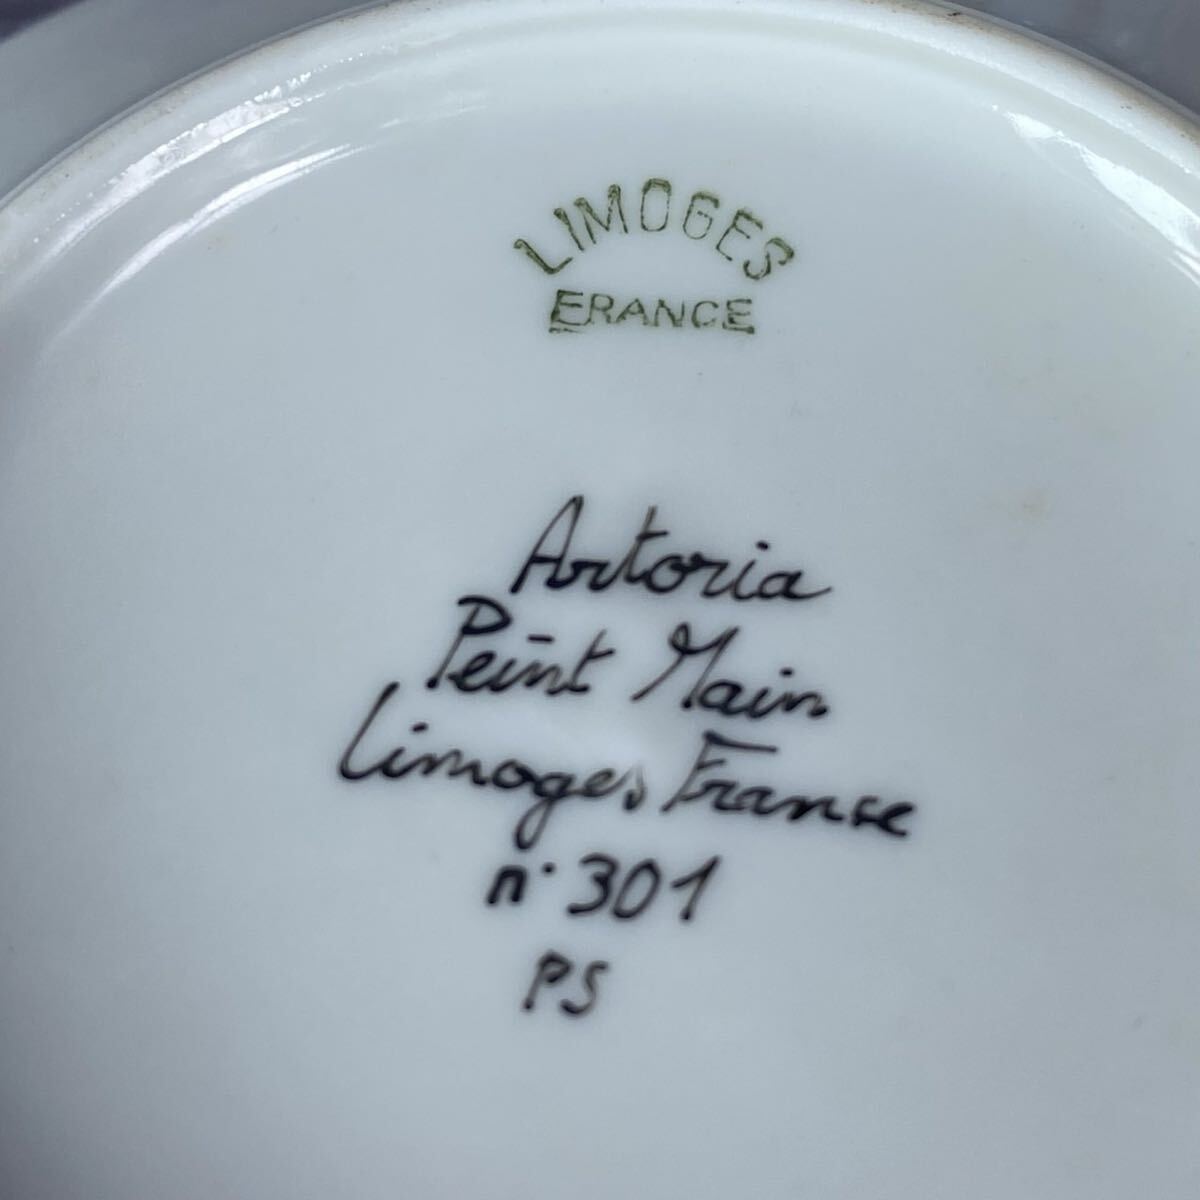 LIMOGES
FRANCE
Artoria
Peint Main
Limoges, France
n° 301
PS